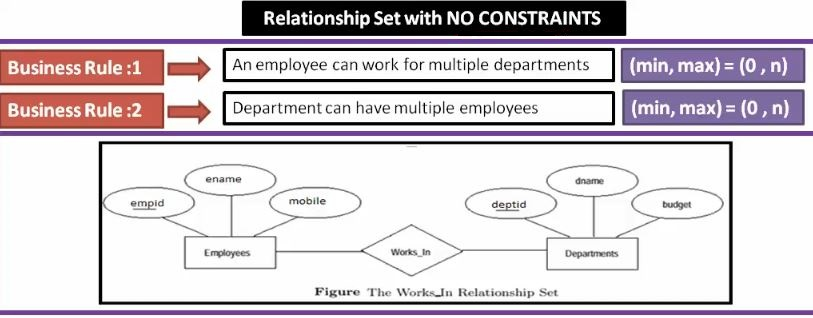 Relationship Set with NO CONSTRAINTS
Business Rule :1
An employee can work for multiple departments
(min, max) = (0 , n)
Business Rule :2
Department can have multiple employees
(min, max) = (0 , n)
ename
empid
mobile
dname
deptid
budget
Employees
Works_In
Departments
Figure The Works_In Relationship Set